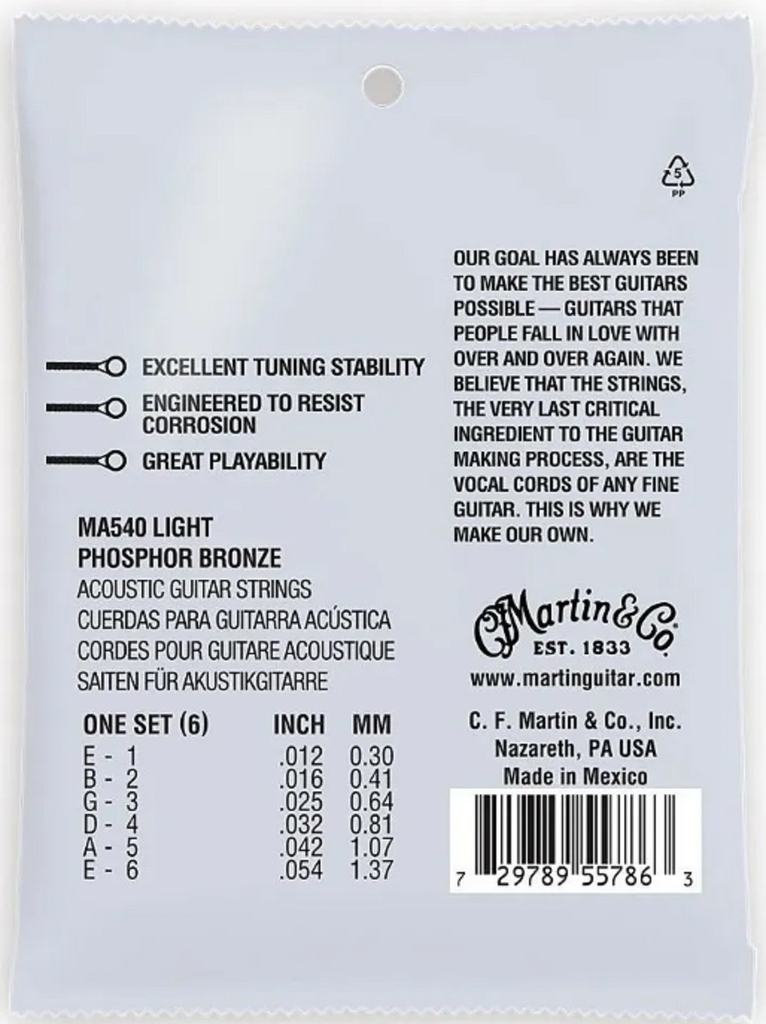 5
PP
OUR GOAL HAS ALWAYS BEEN
TO MAKE THE BEST GUITARS
POSSIBLE — GUITARS THAT
PEOPLE FALL IN LOVE WITH
OVER AND OVER AGAIN. WE
BELIEVE THAT THE STRINGS,
THE VERY LAST CRITICAL
INGREDIENT TO THE GUITAR
MAKING PROCESS, ARE THE
VOCAL CORDS OF ANY FINE
GUITAR. THIS IS WHY WE
MAKE OUR OWN.
EXCELLENT TUNING STABILITY
ENGINEERED TO RESIST
CORROSION
GREAT PLAYABILITY
MA540 LIGHT
PHOSPHOR BRONZE
ACOUSTIC GUITAR STRINGS
CUERDAS PARA GUITARRA ACÚSTICA
CORDES POUR GUITARE ACOUSTIQUE
SAITEN FÜR AKUSTIKGITARRE
ONE SET (6) INCH MM
E - 1 .012 0.30
B - 2 .016 0.41
G - 3 .025 0.64
D - 4 .032 0.81
A - 5 .042 1.07
E - 6 .054 1.37
CF Martin & Co.
EST. 1833
www.martinguitar.com
C. F. Martin & Co., Inc.
Nazareth, PA USA
Made in Mexico
7 29789 55786 3